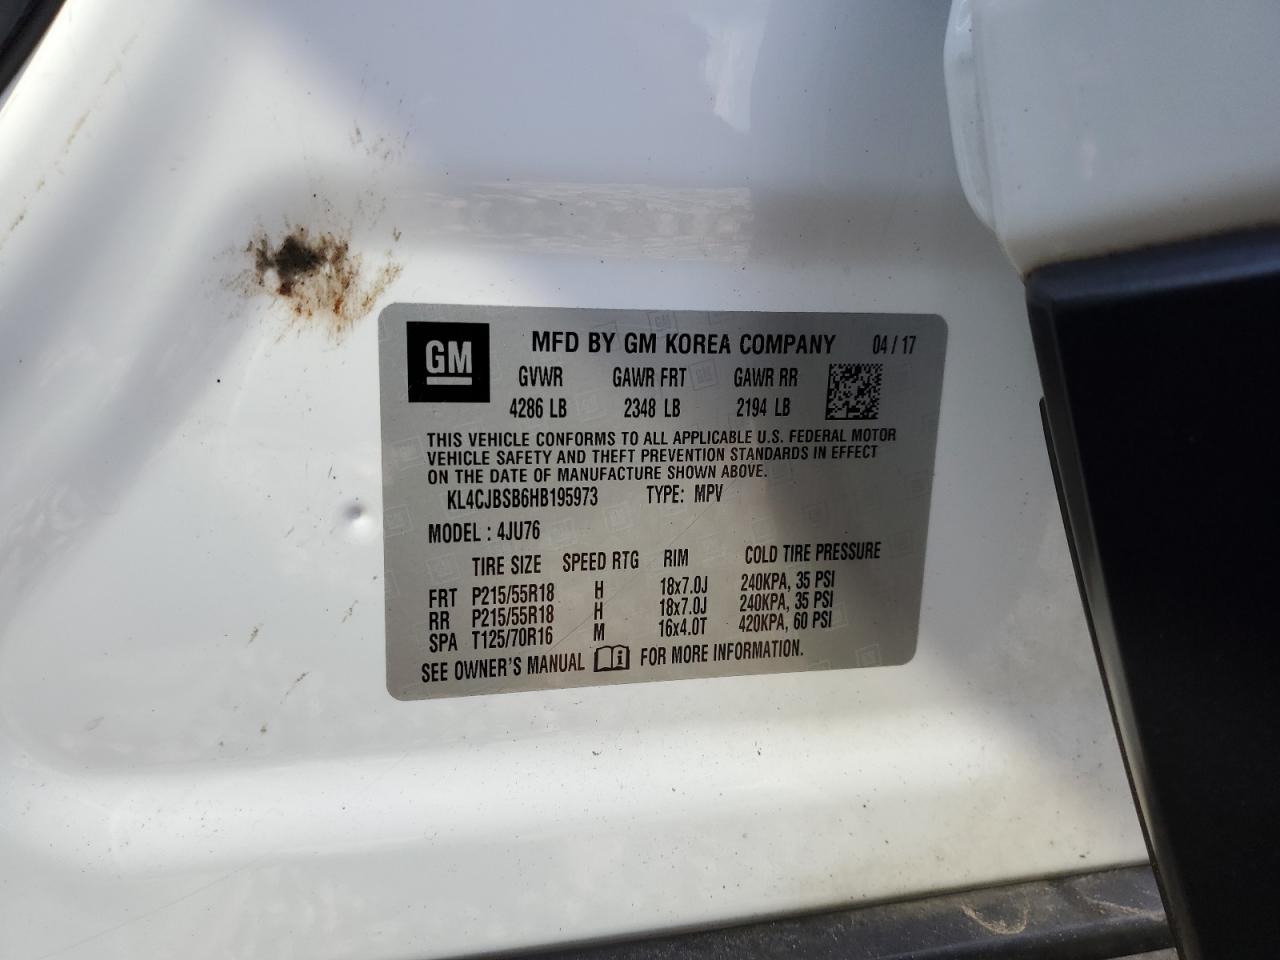 GM
MFD BY GM KOREA COMPANY 04 / 17
GVWR GAWR FRT GAWR RR
4286 LB 2348 LB 2194 LB
THIS VEHICLE CONFORMS TO ALL APPLICABLE U.S. FEDERAL MOTOR
VEHICLE SAFETY AND THEFT PREVENTION STANDARDS IN EFFECT
ON THE DATE OF MANUFACTURE SHOWN ABOVE.
KL4CJBSB6HB195973 TYPE: MPV
MODEL : 4JU76
TIRE SIZE SPEED RTG RIM COLD TIRE PRESSURE
FRT P215/55R18 H 18x7.0J 240KPA, 35 PSI
RR P215/55R18 H 18x7.0J 240KPA, 35 PSI
SPA T125/70R16 M 16x4.0T 420KPA, 60 PSI
SEE OWNER'S MANUAL i FOR MORE INFORMATION.